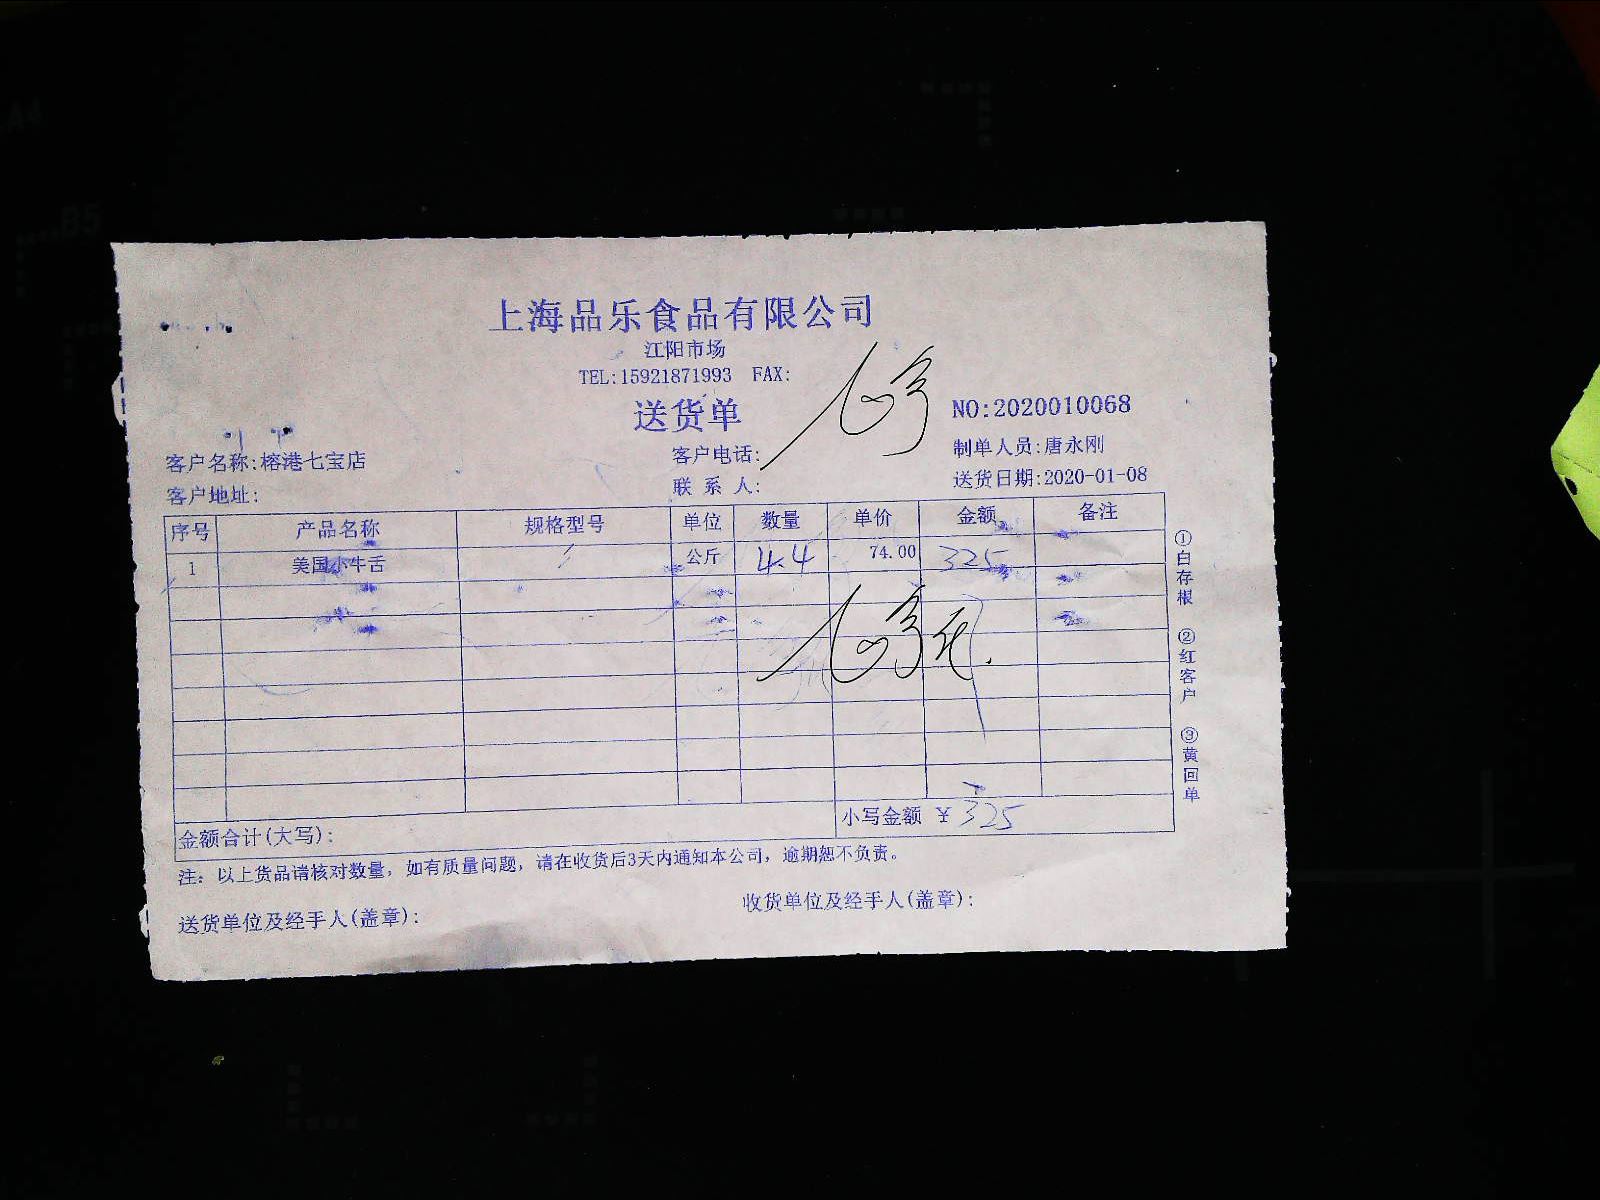 上海品乐食品有限公司
江阳市场
TEL:15921871993 FAX:
送货单
NO:2020010068
客户名称:榕港七宝店 客户电话: 制单人员:唐永刚
客户地址: 联系人: 送货日期:2020-01-08
序号 产品名称 规格型号 单位 数量 单价 金额 备注
1 美国小牛舌 公斤 4.4 74.00 325
金额合计(大写): 小写金额 ¥ 325
注: 以上货品请核对数量, 如有质量问题, 请在收货后3天内通知本公司, 逾期恕不负责。
送货单位及经手人(盖章): 收货单位及经手人(盖章):
①白存根 ②红客户 ③黄回单
B5